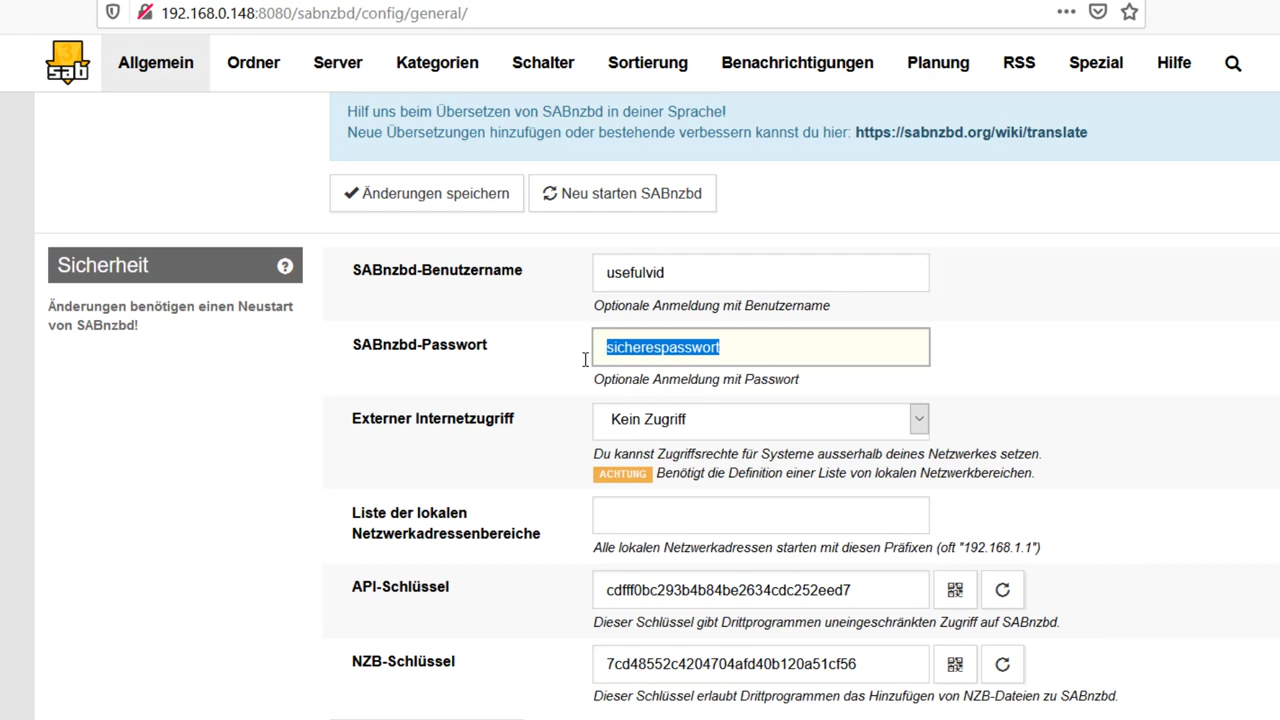 192.168.0.148:8080/sabnzbd/config/general/
3
sab
Allgemein Ordner Server Kategorien Schalter Sortierung Benachrichtigungen Planung RSS Spezial Hilfe
Hilf uns beim Übersetzen von SABnzbd in deiner Sprache!
Neue Übersetzungen hinzufügen oder bestehende verbessern kannst du hier: https://sabnzbd.org/wiki/translate
Änderungen speichern Neu starten SABnzbd
Sicherheit ?
Änderungen benötigen einen Neustart
von SABnzbd!
SABnzbd-Benutzername usefulvid
Optionale Anmeldung mit Benutzername
SABnzbd-Passwort sicherespasswort
Optionale Anmeldung mit Passwort
Externer Internetzugriff Kein Zugriff
Du kannst Zugriffsrechte für Systeme ausserhalb deines Netzwerkes setzen.
ACHTUNG Benötigt die Definition einer Liste von lokalen Netzwerkbereichen.
Liste der lokalen
Netzwerkadressenbereiche
Alle lokalen Netzwerkadressen starten mit diesen Präfixen (oft "192.168.1.1")
API-Schlüssel cdfff0bc293b4b84be2634cdc252eed7
Dieser Schlüssel gibt Drittprogrammen uneingeschränkten Zugriff auf SABnzbd.
NZB-Schlüssel 7cd48552c4204704afd40b120a51cf56
Dieser Schlüssel erlaubt Drittprogrammen das Hinzufügen von NZB-Dateien zu SABnzbd.